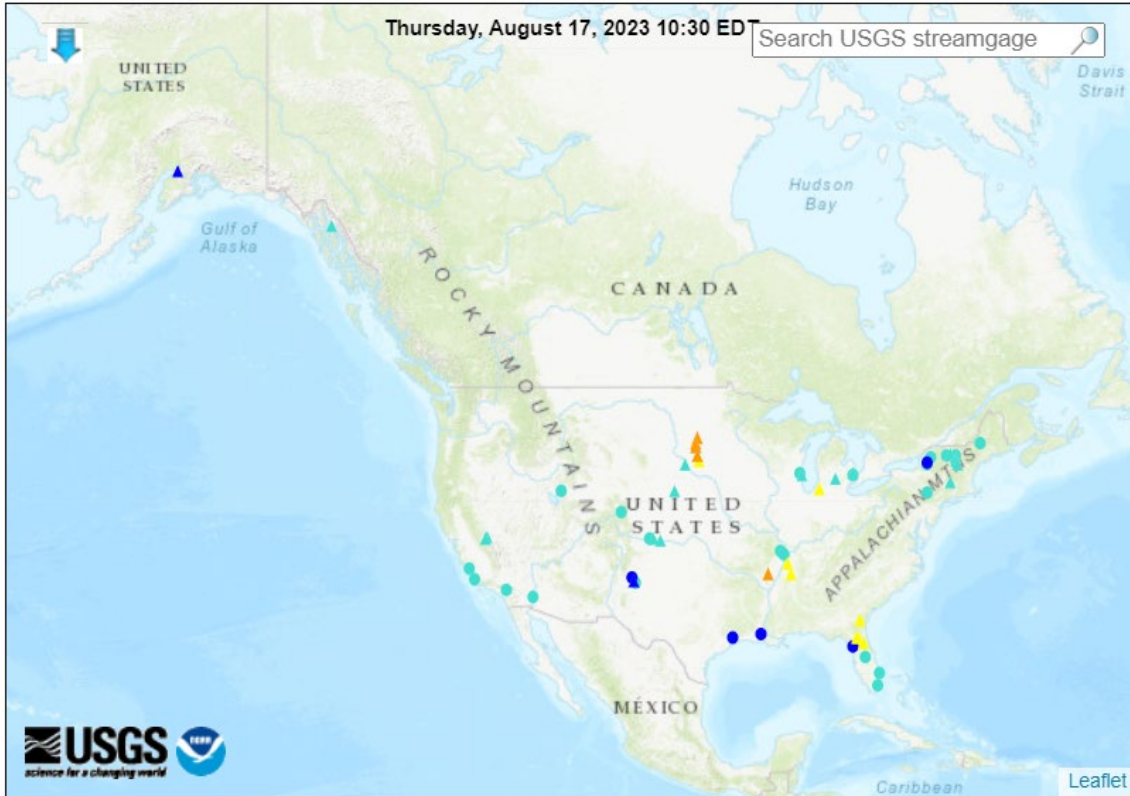 Thursday, August 17, 2023 10:30 EDT
Search USGS streamgage
UNITED
STATES
Davis
Strait
Hudson
Bay
Gulf of
Alaska
ROCKY MOUNTAINS
CANADA
UNITED
STATES
APPALACHIAN MTNS
MÉXICO
USGS
science for a changing world
Caribbean
Leaflet